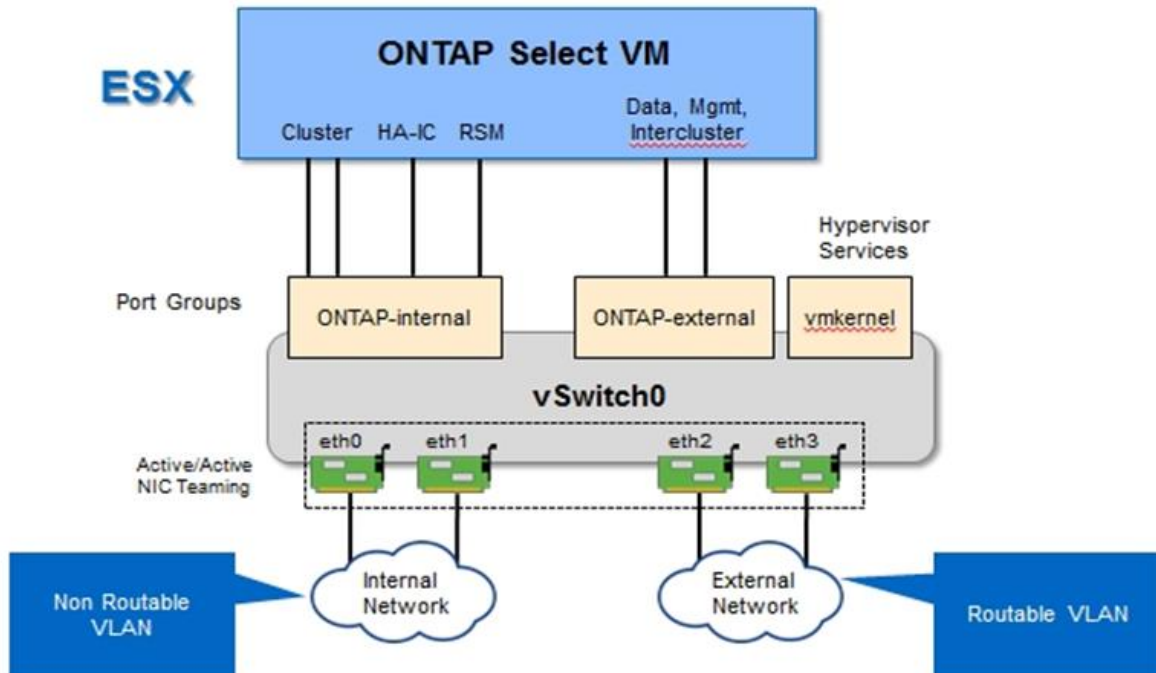 ESX
ONTAP Select VM
Cluster
HA-IC
RSM
Data, Mgmt,
Intercluster
Hypervisor
Services
Port Groups
ONTAP-internal
ONTAP-external
vmkernel
vSwitch0
eth0
eth1
eth2
eth3
Active/Active
NIC Teaming
Internal
Network
External
Network
Non Routable
VLAN
Routable VLAN